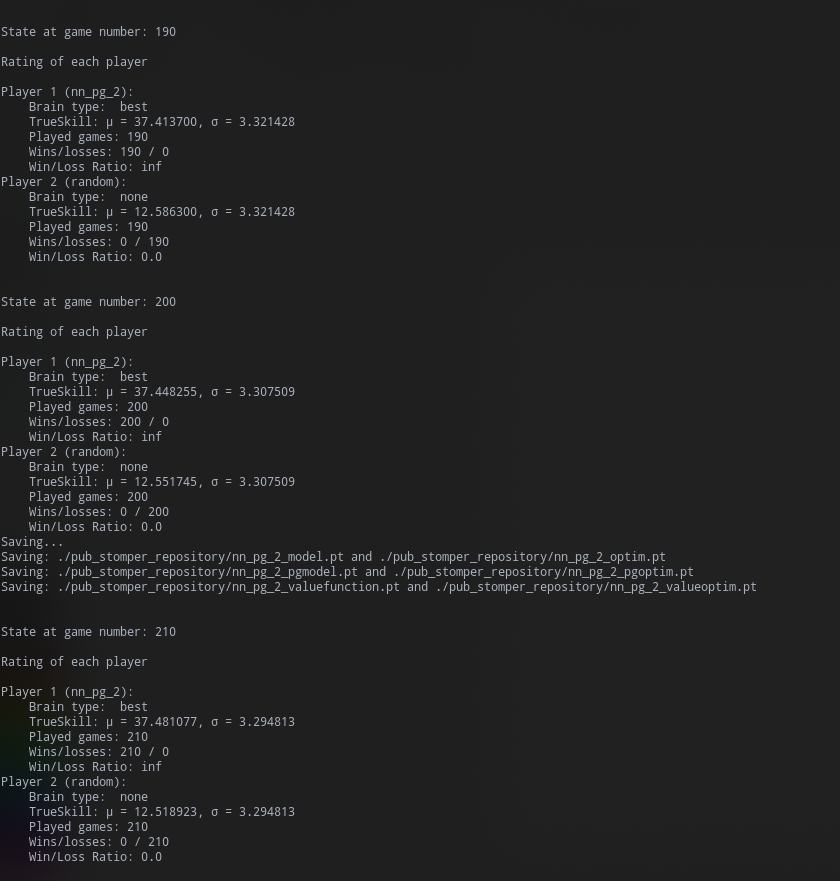 State at game number: 190
Rating of each player
Player 1 (nn_pg_2):
Brain type:  best
TrueSkill: µ = 37.413700, σ = 3.321428
Played games: 190
Wins/losses: 190 / 0
Win/Loss Ratio: inf
Player 2 (random):
Brain type:  none
TrueSkill: µ = 12.586300, σ = 3.321428
Played games: 190
Wins/losses: 0 / 190
Win/Loss Ratio: 0.0
State at game number: 200
Rating of each player
Player 1 (nn_pg_2):
Brain type:  best
TrueSkill: µ = 37.448255, σ = 3.307509
Played games: 200
Wins/losses: 200 / 0
Win/Loss Ratio: inf
Player 2 (random):
Brain type:  none
TrueSkill: µ = 12.551745, σ = 3.307509
Played games: 200
Wins/losses: 0 / 200
Win/Loss Ratio: 0.0
Saving...
Saving: ./pub_stomper_repository/nn_pg_2_model.pt and ./pub_stomper_repository/nn_pg_2_optim.pt
Saving: ./pub_stomper_repository/nn_pg_2_pgmodel.pt and ./pub_stomper_repository/nn_pg_2_pgoptim.pt
Saving: ./pub_stomper_repository/nn_pg_2_valuefunction.pt and ./pub_stomper_repository/nn_pg_2_valueoptim.pt
State at game number: 210
Rating of each player
Player 1 (nn_pg_2):
Brain type:  best
TrueSkill: µ = 37.481077, σ = 3.294813
Played games: 210
Wins/losses: 210 / 0
Win/Loss Ratio: inf
Player 2 (random):
Brain type:  none
TrueSkill: µ = 12.518923, σ = 3.294813
Played games: 210
Wins/losses: 0 / 210
Win/Loss Ratio: 0.0